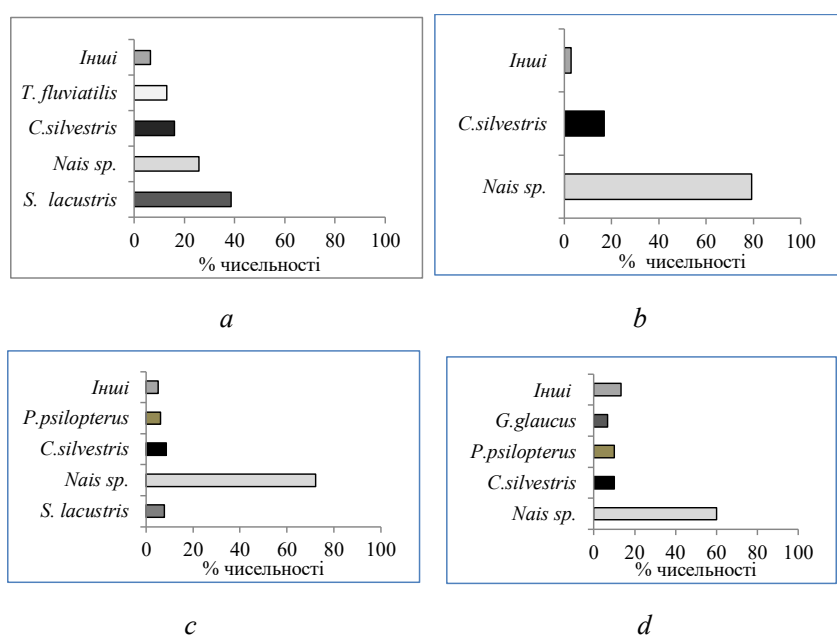 Інші
T. fluviatilis
C.silvestris
Nais sp.
S. lacustris
0 20 40 60 80 100
% чисельності
a
Інші
C.silvestris
Nais sp.
0 20 40 60 80 100
% чисельності
b
Інші
P.psilopterus
C.silvestris
Nais sp.
S. lacustris
0 20 40 60 80 100
% чисельності
c
Інші
G.glaucus
P.psilopterus
C.silvestris
Nais sp.
0 20 40 60 80 100
% чисельності
d